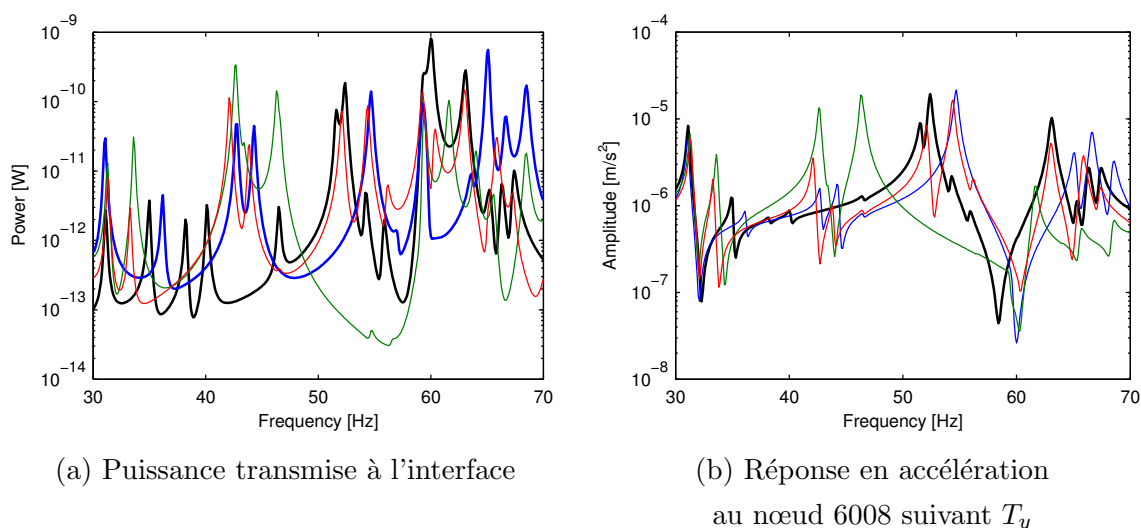 10⁻⁹
10⁻¹⁰
10⁻¹¹
10⁻¹²
10⁻¹³
10⁻¹⁴
Power [W]
30 40 50 60 70
Frequency [Hz]
(a) Puissance transmise à l'interface
10⁻⁴
10⁻⁵
10⁻⁶
10⁻⁷
10⁻⁸
Amplitude [m/s²]
30 40 50 60 70
Frequency [Hz]
(b) Réponse en accélération
au nœud 6008 suivant T_y